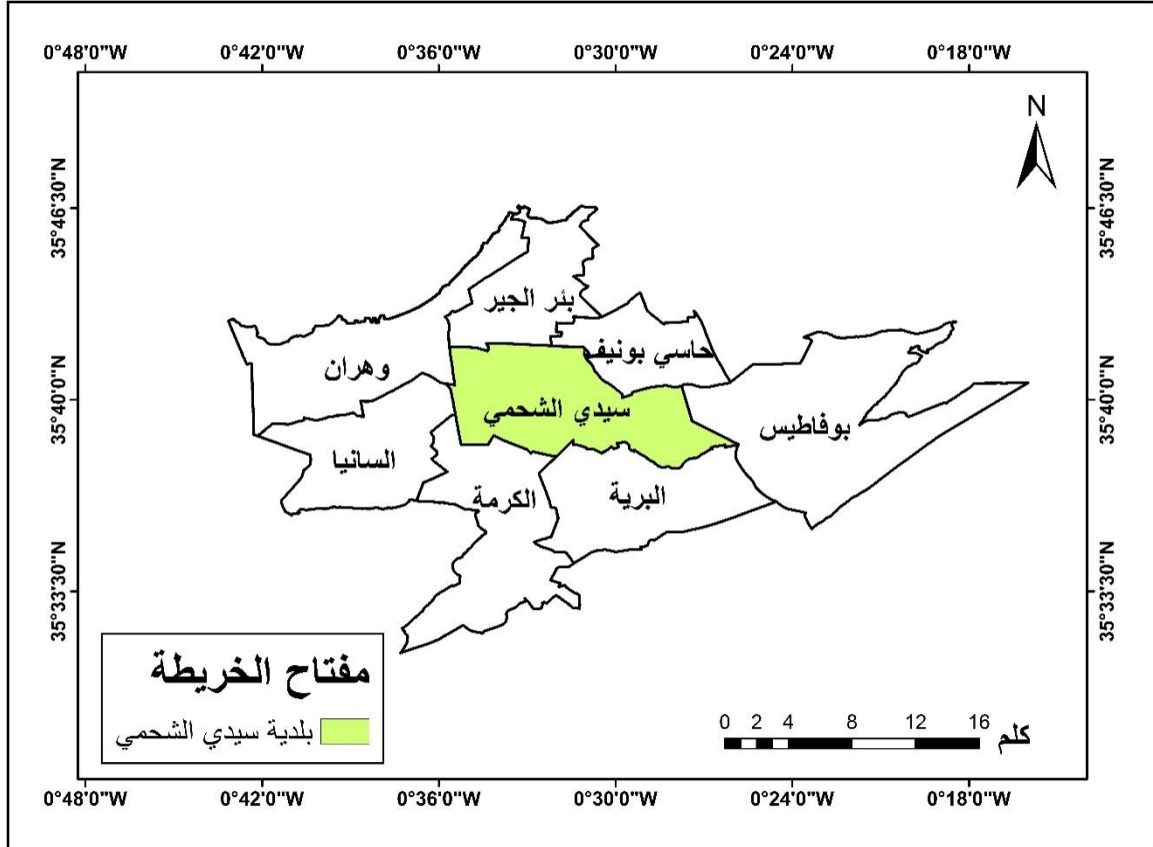 0°48'0"W 0°42'0"W 0°36'0"W 0°30'0"W 0°24'0"W 0°18'0"W
N
35°46'30"N 35°46'30"N
بئر الجير
حاسي بونيف
وهران
35°40'0"N 35°40'0"N
سيدي الشحمي
بوفاطيس
السانيا
البرية
الكرمة
35°33'30"N 35°33'30"N
مفتاح الخريطة
بلدية سيدي الشحمي
0 2 4 8 12 16
كلم
0°48'0"W 0°42'0"W 0°36'0"W 0°30'0"W 0°24'0"W 0°18'0"W